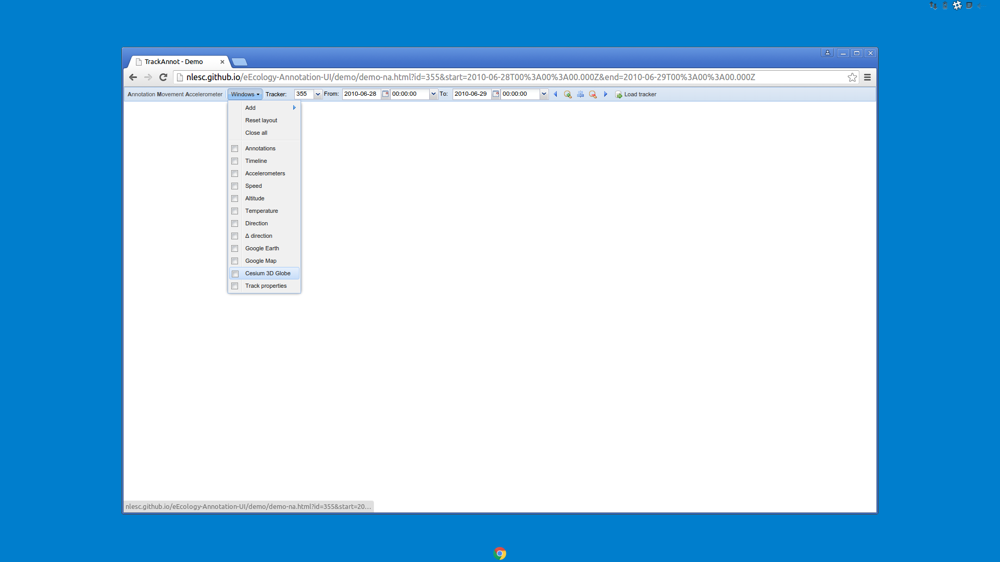 TrackAnnot - Demo
nlesc.github.io/eEcology-Annotation-UI/demo/demo-na.html?id=355&start=2010-06-28T00%3A00%3A00.000Z&end=2010-06-29T00%3A00%3A00.000Z
Annotation Movement Accelerometer Windows Tracker: 355 From: 2010-06-28 00:00:00 To: 2010-06-29 00:00:00 Load tracker
Add
Reset layout
Close all
Annotations
Timeline
Accelerometers
Speed
Altitude
Temperature
Direction
Δ direction
Google Earth
Google Map
Cesium 3D Globe
Track properties
nlesc.github.io/eEcology-Annotation-UI/demo/demo-na.html?id=355&start=20...